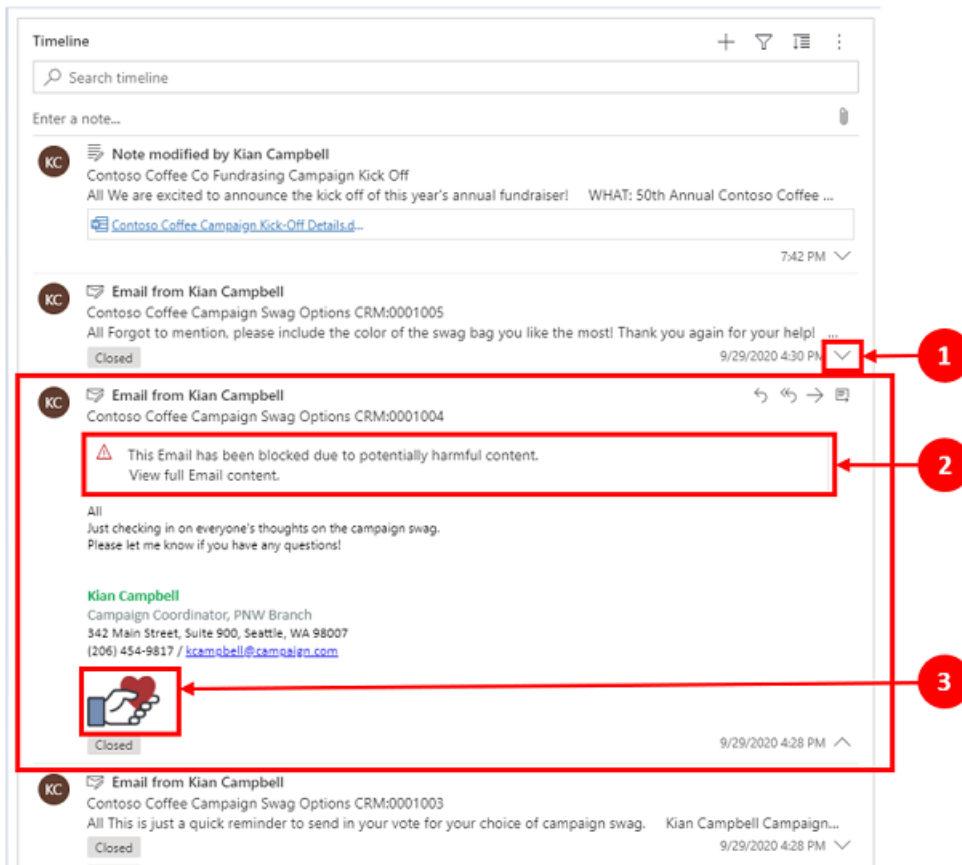 Timeline
Search timeline
Enter a note...
KC
Note modified by Kian Campbell
Contoso Coffee Co Fundrasing Campaign Kick Off
All We are excited to announce the kick off of this year's annual fundraiser! WHAT: 50th Annual Contoso Coffee ...
Contoso Coffee Campaign Kick-Off Details.d...
7:42 PM
KC
Email from Kian Campbell
Contoso Coffee Campaign Swag Options CRM:0001005
All Forgot to mention, please include the color of the swag bag you like the most! Thank you again for your help! ...
Closed
9/29/2020 4:30 PM
1
KC
Email from Kian Campbell
Contoso Coffee Campaign Swag Options CRM:0001004
This Email has been blocked due to potentially harmful content.
View full Email content.
2
All
Just checking in on everyone's thoughts on the campaign swag.
Please let me know if you have any questions!
Kian Campbell
Campaign Coordinator, PNW Branch
342 Main Street, Suite 900, Seattle, WA 98007
(206) 454-9817 / kcampbell@campaign.com
3
Closed
9/29/2020 4:28 PM
KC
Email from Kian Campbell
Contoso Coffee Campaign Swag Options CRM:0001003
All This is just a quick reminder to send in your vote for your choice of campaign swag. Kian Campbell Campaign...
Closed
9/29/2020 4:28 PM